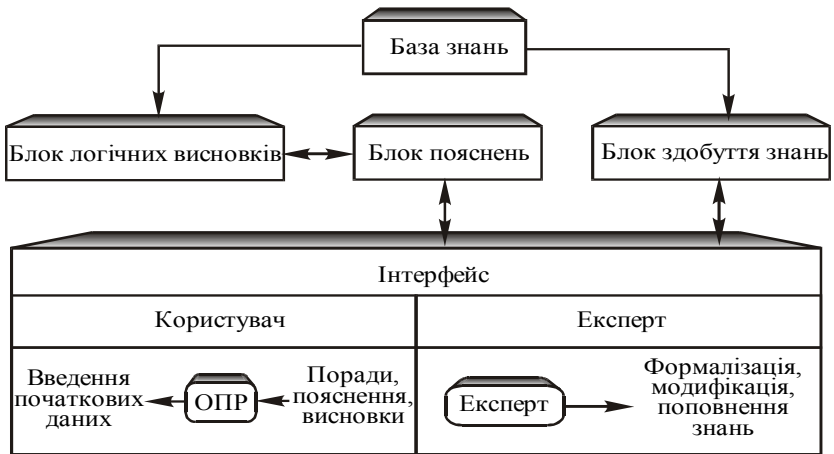 База знань
Блок логічних висновків
Блок пояснень
Блок здобуття знань
Інтерфейс
Користувач
Експерт
Введення
початкових
даних
ОПР
Поради,
пояснення,
висновки
Експерт
Формалізація,
модифікація,
поповнення
знань